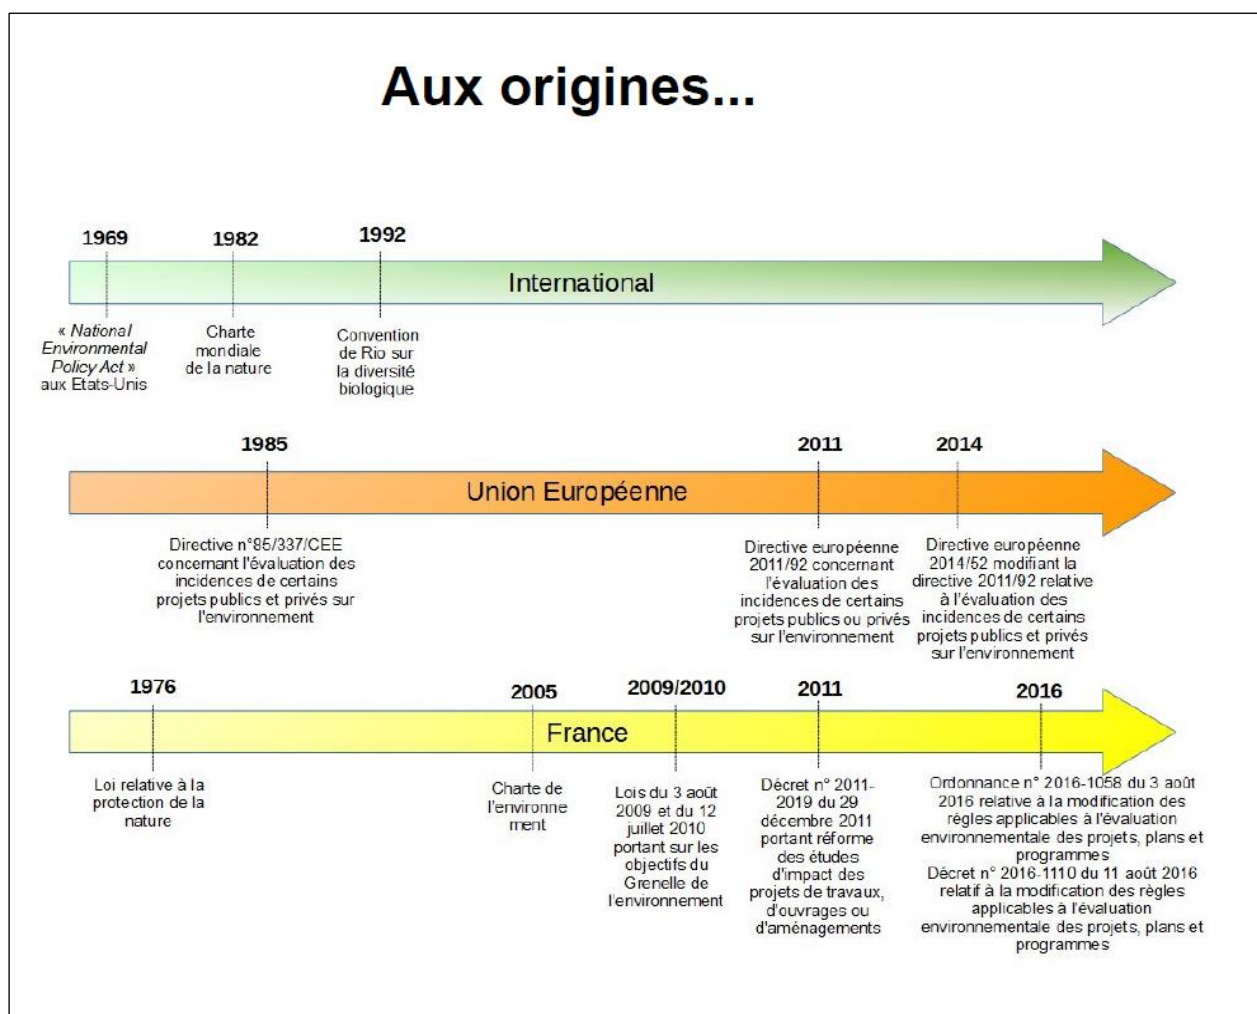 Aux origines...
1969
1982
1992
International
« National
Environmental
Policy Act »
aux Etats-Unis
Charte
mondiale
de la nature
Convention
de Rio sur
la diversité
biologique
1985
2011
2014
Union Européenne
Directive n°85/337/CEE
concernant l'évaluation des
incidences de certains
projets publics et privés sur
l'environnement
Directive européenne
2011/92 concernant
l'évaluation des
incidences de certains
projets publics ou privés
sur l'environnement
Directive européenne
2014/52 modifiant la
directive 2011/92 relative
à l'évaluation des
incidences de certains
projets publics et privés
sur l'environnement
1976
2005
2009/2010
2011
2016
France
Loi relative à la
protection de la
nature
Charte de
l'environne
ment
Lois du 3 août
2009 et du 12
juillet 2010
portant sur les
objectifs du
Grenelle de
l'environnement
Décret n° 2011-
2019 du 29
décembre 2011
portant réforme
des études
d'impact des
projets de travaux,
d'ouvrages ou
d'aménagements
Ordonnance n° 2016-1058 du 3 août
2016 relative à la modification des
règles applicables à l'évaluation
environnementale des projets, plans et
programmes
Décret n° 2016-1110 du 11 août 2016
relatif à la modification des règles
applicables à l'évaluation
environnementale des projets, plans et
programmes